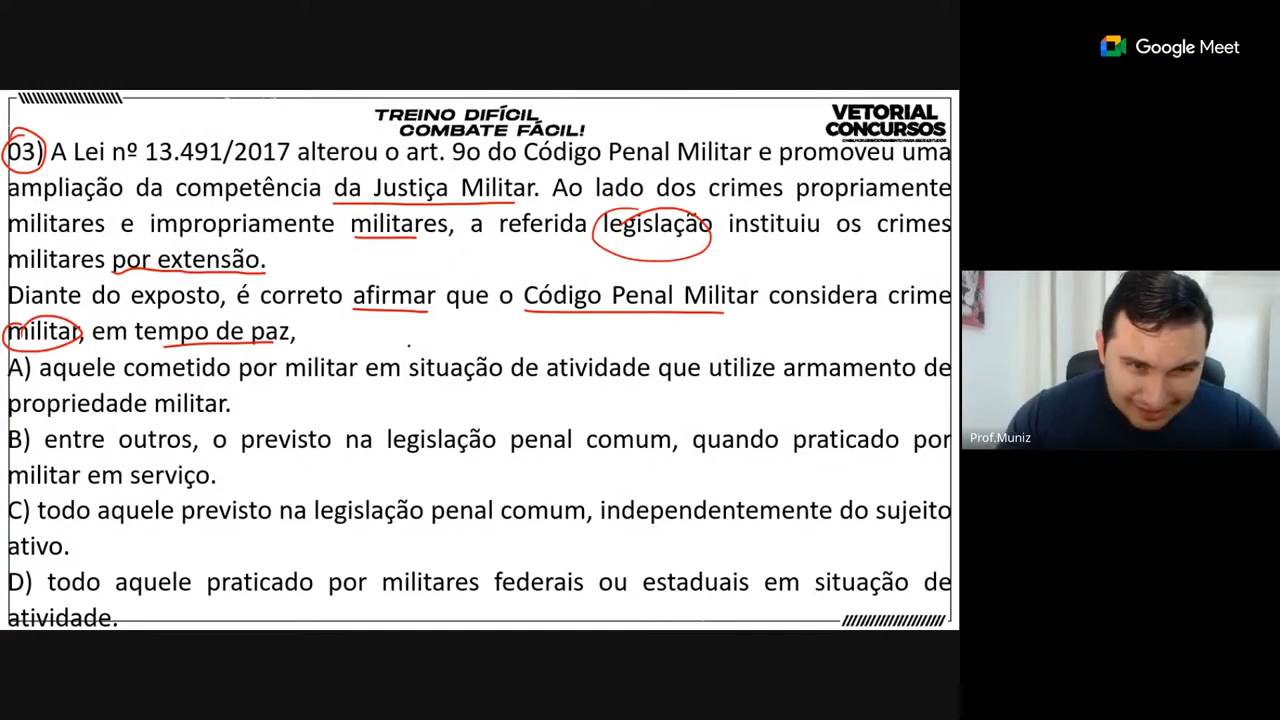 Google Meet
TREINO DIFÍCIL
COMBATE FÁCIL!
VETORIAL
CONCURSOS
03) A Lei nº 13.491/2017 alterou o art. 9o do Código Penal Militar e promoveu uma
ampliação da competência da Justiça Militar. Ao lado dos crimes propriamente
militares e impropriamente militares, a referida legislação instituiu os crimes
militares por extensão.
Diante do exposto, é correto afirmar que o Código Penal Militar considera crime
militar, em tempo de paz,
A) aquele cometido por militar em situação de atividade que utilize armamento de
propriedade militar.
B) entre outros, o previsto na legislação penal comum, quando praticado por
militar em serviço.
C) todo aquele previsto na legislação penal comum, independentemente do sujeito
ativo.
D) todo aquele praticado por militares federais ou estaduais em situação de
atividade.
Prof.Muniz